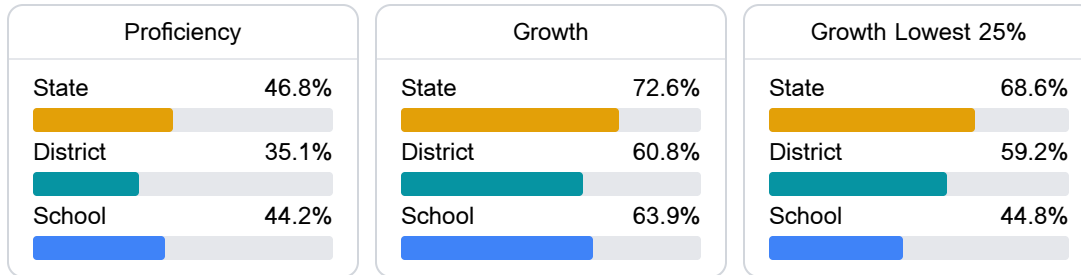 Proficiency
State 46.8%
District 35.1%
School 44.2%
Growth
State 72.6%
District 60.8%
School 63.9%
Growth Lowest 25%
State 68.6%
District 59.2%
School 44.8%